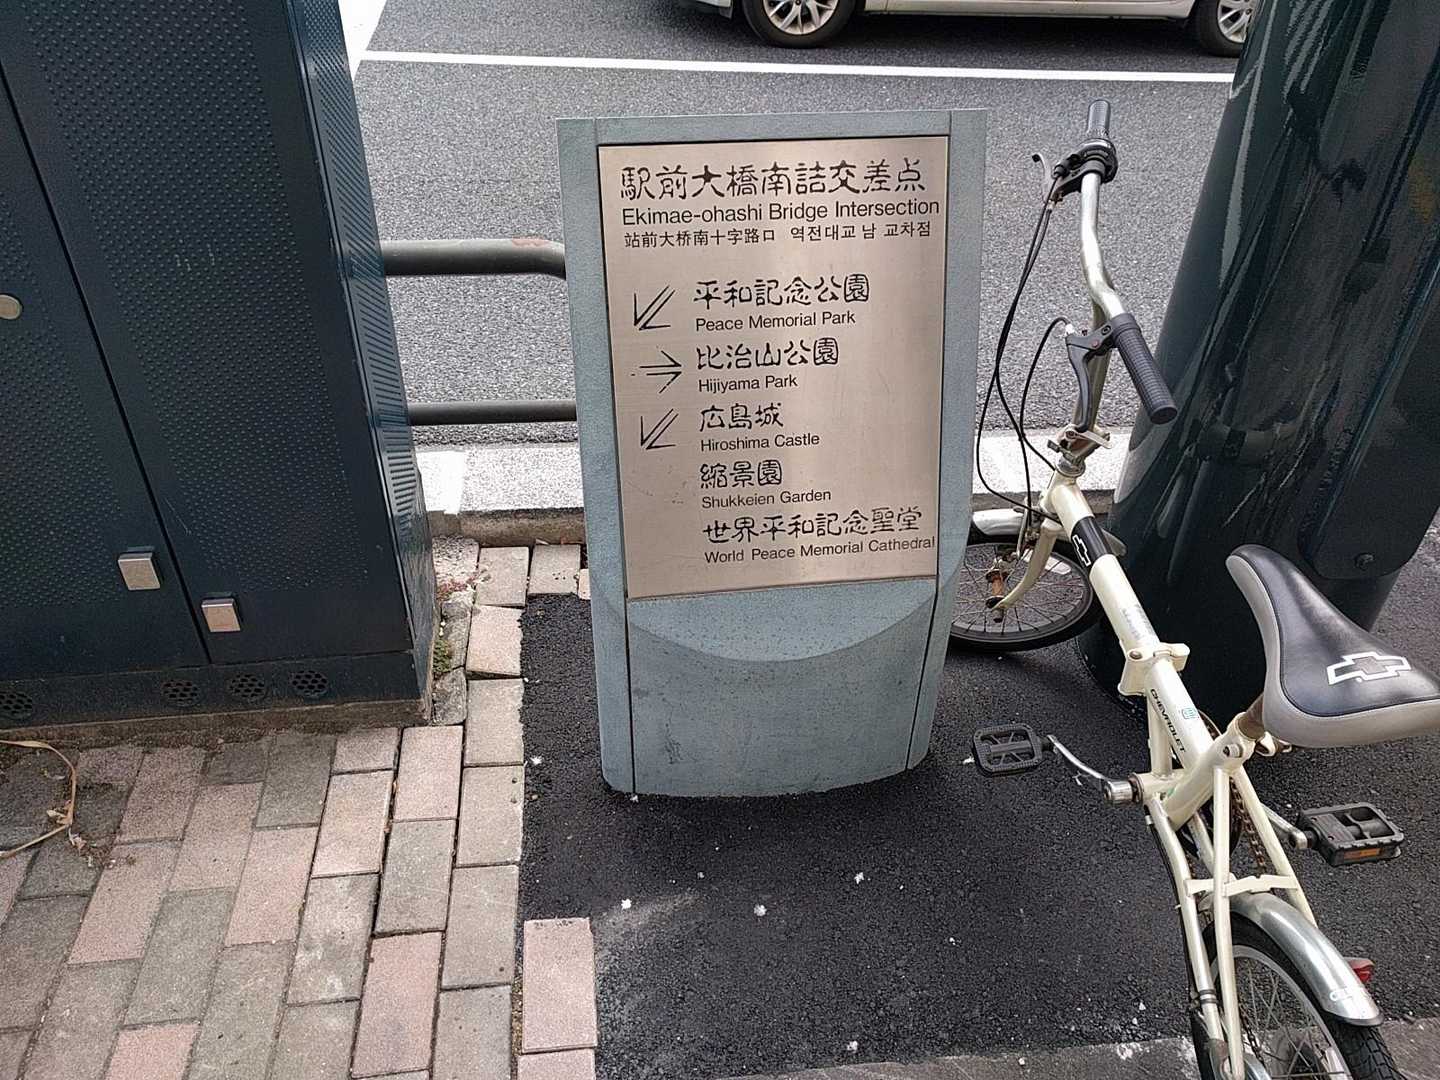 駅前大橋南詰交差点
Ekimae-ohashi Bridge Intersection
站前大桥南十字路口 역전대교 남 교차점
平和記念公園
Peace Memorial Park
比治山公園
Hijiyama Park
広島城
Hiroshima Castle
縮景園
Shukkeien Garden
世界平和記念聖堂
World Peace Memorial Cathedral
CHEVROLET